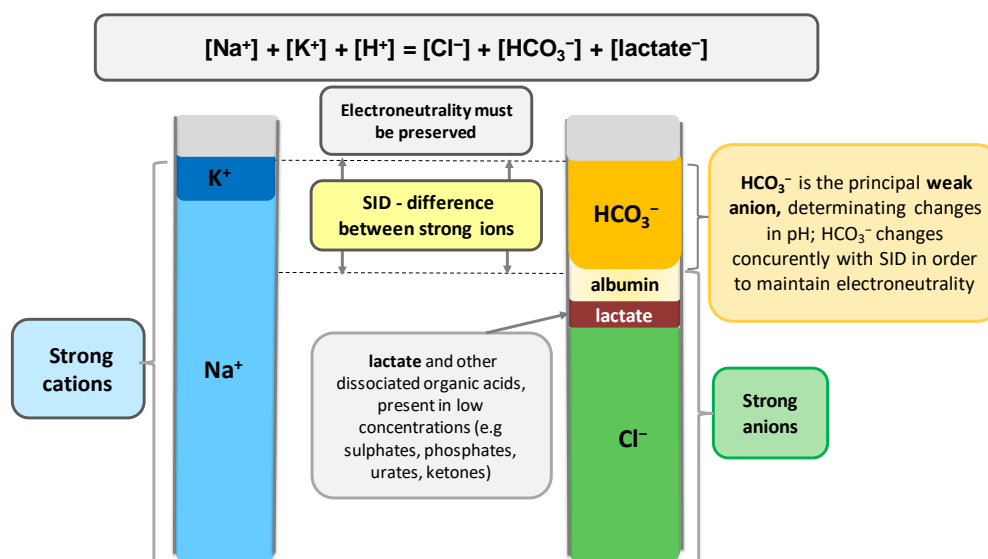 [Na⁺] + [K⁺] + [H⁺] = [Cl⁻] + [HCO₃⁻] + [lactate⁻]
Electroneutrality must
be preserved
K⁺
SID - difference
between strong ions
HCO₃⁻
HCO₃⁻ is the principal weak
anion, determinating changes
in pH; HCO₃⁻ changes
concurently with SID in order
to maintain electroneutrality
albumin
lactate
Strong
cations
Na⁺
lactate and other
dissociated organic acids,
present in low
concentrations (e.g
sulphates, phosphates,
urates, ketones)
Cl⁻
Strong
anions